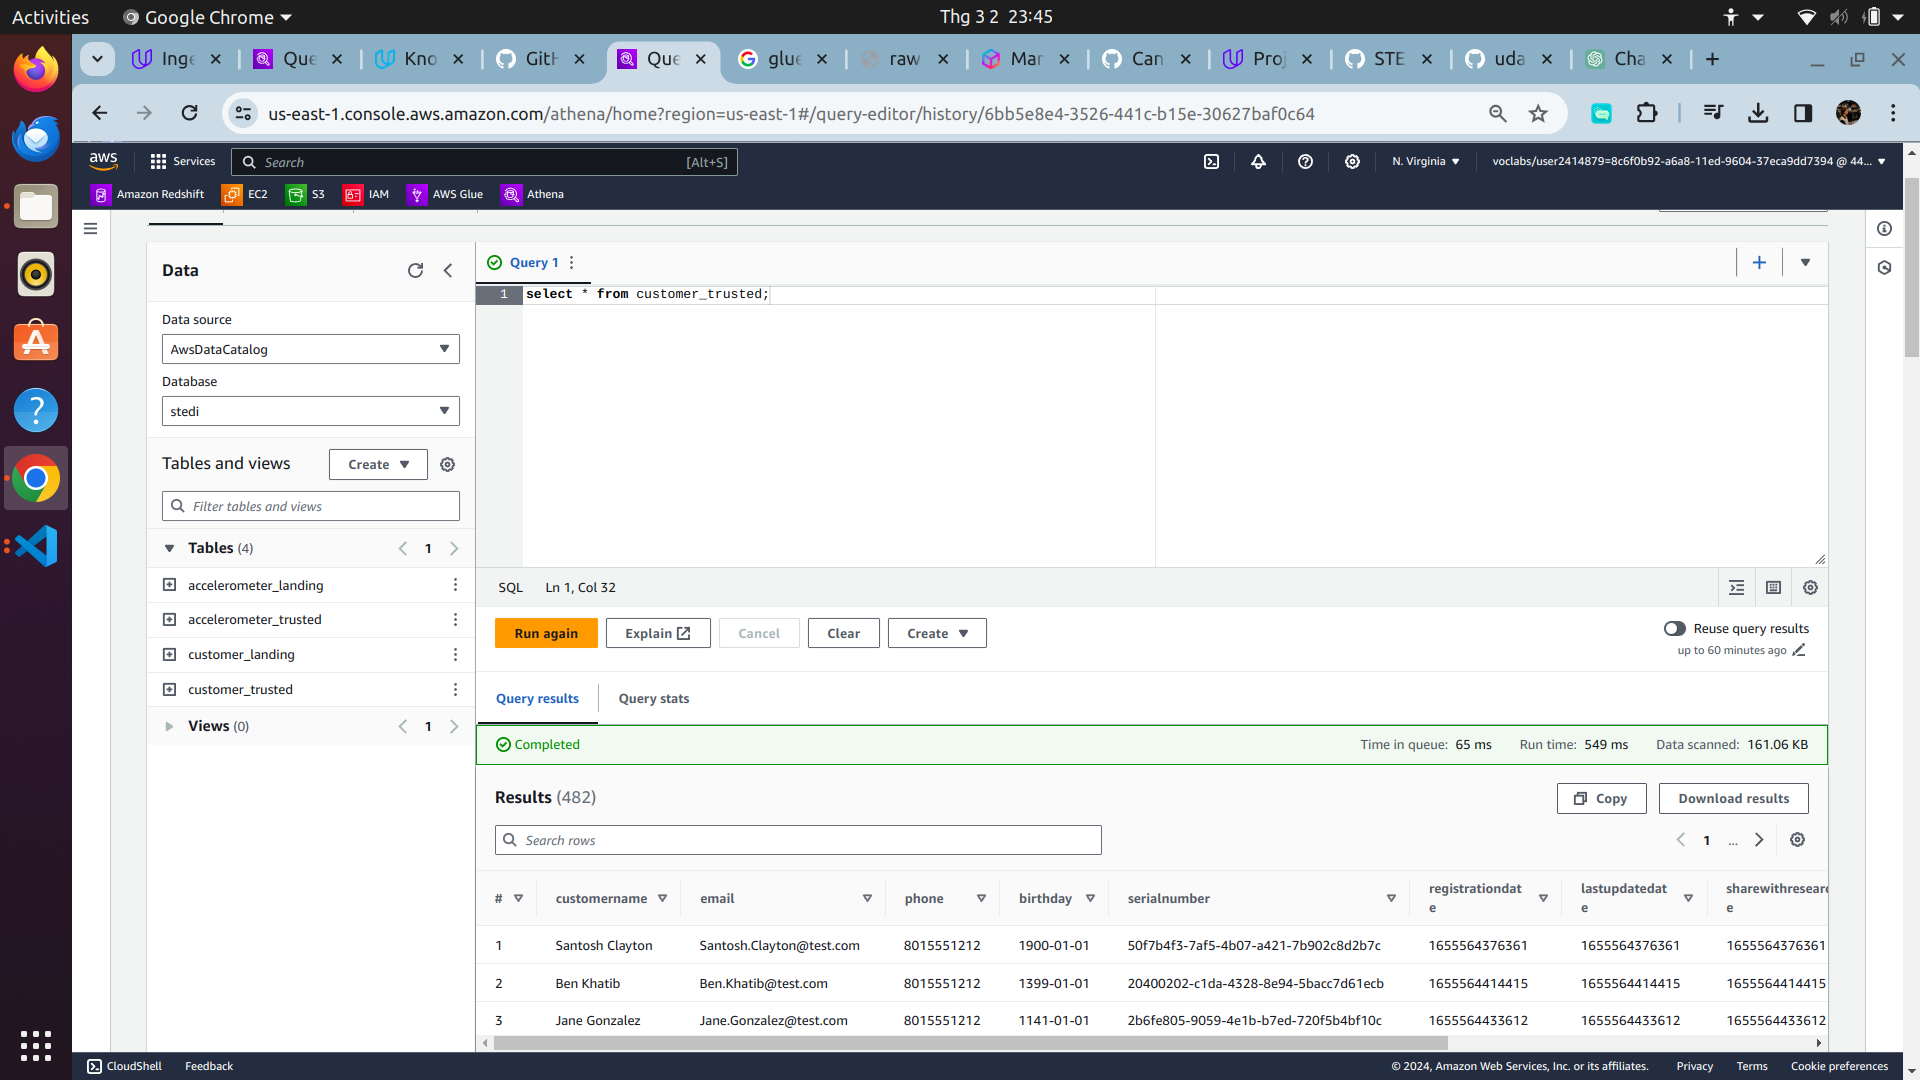 Activities Google Chrome Thg 3 2 23:45
Inge Que Kno GitH Que glue raw Mar Can Proj STE uda Cha
us-east-1.console.aws.amazon.com/athena/home?region=us-east-1#/query-editor/history/6bb5e8e4-3526-441c-b15e-30627baf0c64
aws Services Search [Alt+S] N. Virginia voclabs/user2414879=8c6f0b92-a6a8-11ed-9604-37eca9dd7394 @ 44...
Amazon Redshift EC2 S3 IAM AWS Glue Athena
Data
Data source
AwsDataCatalog
Database
stedi
Tables and views Create
Filter tables and views
Tables (4) 1
accelerometer_landing
accelerometer_trusted
customer_landing
customer_trusted
Views (0) 1
Query 1
1 select * from customer_trusted;
SQL Ln 1, Col 32
Run again Explain Cancel Clear Create
Reuse query results
up to 60 minutes ago
Query results Query stats
Completed Time in queue: 65 ms Run time: 549 ms Data scanned: 161.06 KB
Results (482) Copy Download results
Search rows 1 ...
# customername email phone birthday serialnumber registrationdate lastupdatedate sharewithresearc
e
1 Santosh Clayton Santosh.Clayton@test.com 8015551212 1900-01-01 50f7b4f3-7af5-4b07-a421-7b902c8d2b7c 1655564376361 1655564376361 1655564376361
2 Ben Khatib Ben.Khatib@test.com 8015551212 1399-01-01 20400202-c1da-4328-8e94-5bacc7d61ecb 1655564414415 1655564414415 1655564414415
3 Jane Gonzalez Jane.Gonzalez@test.com 8015551212 1141-01-01 2b6fe805-9059-4e1b-b7ed-720f5b4bf10c 1655564433612 1655564433612 1655564433612
CloudShell Feedback © 2024, Amazon Web Services, Inc. or its affiliates. Privacy Terms Cookie preferences